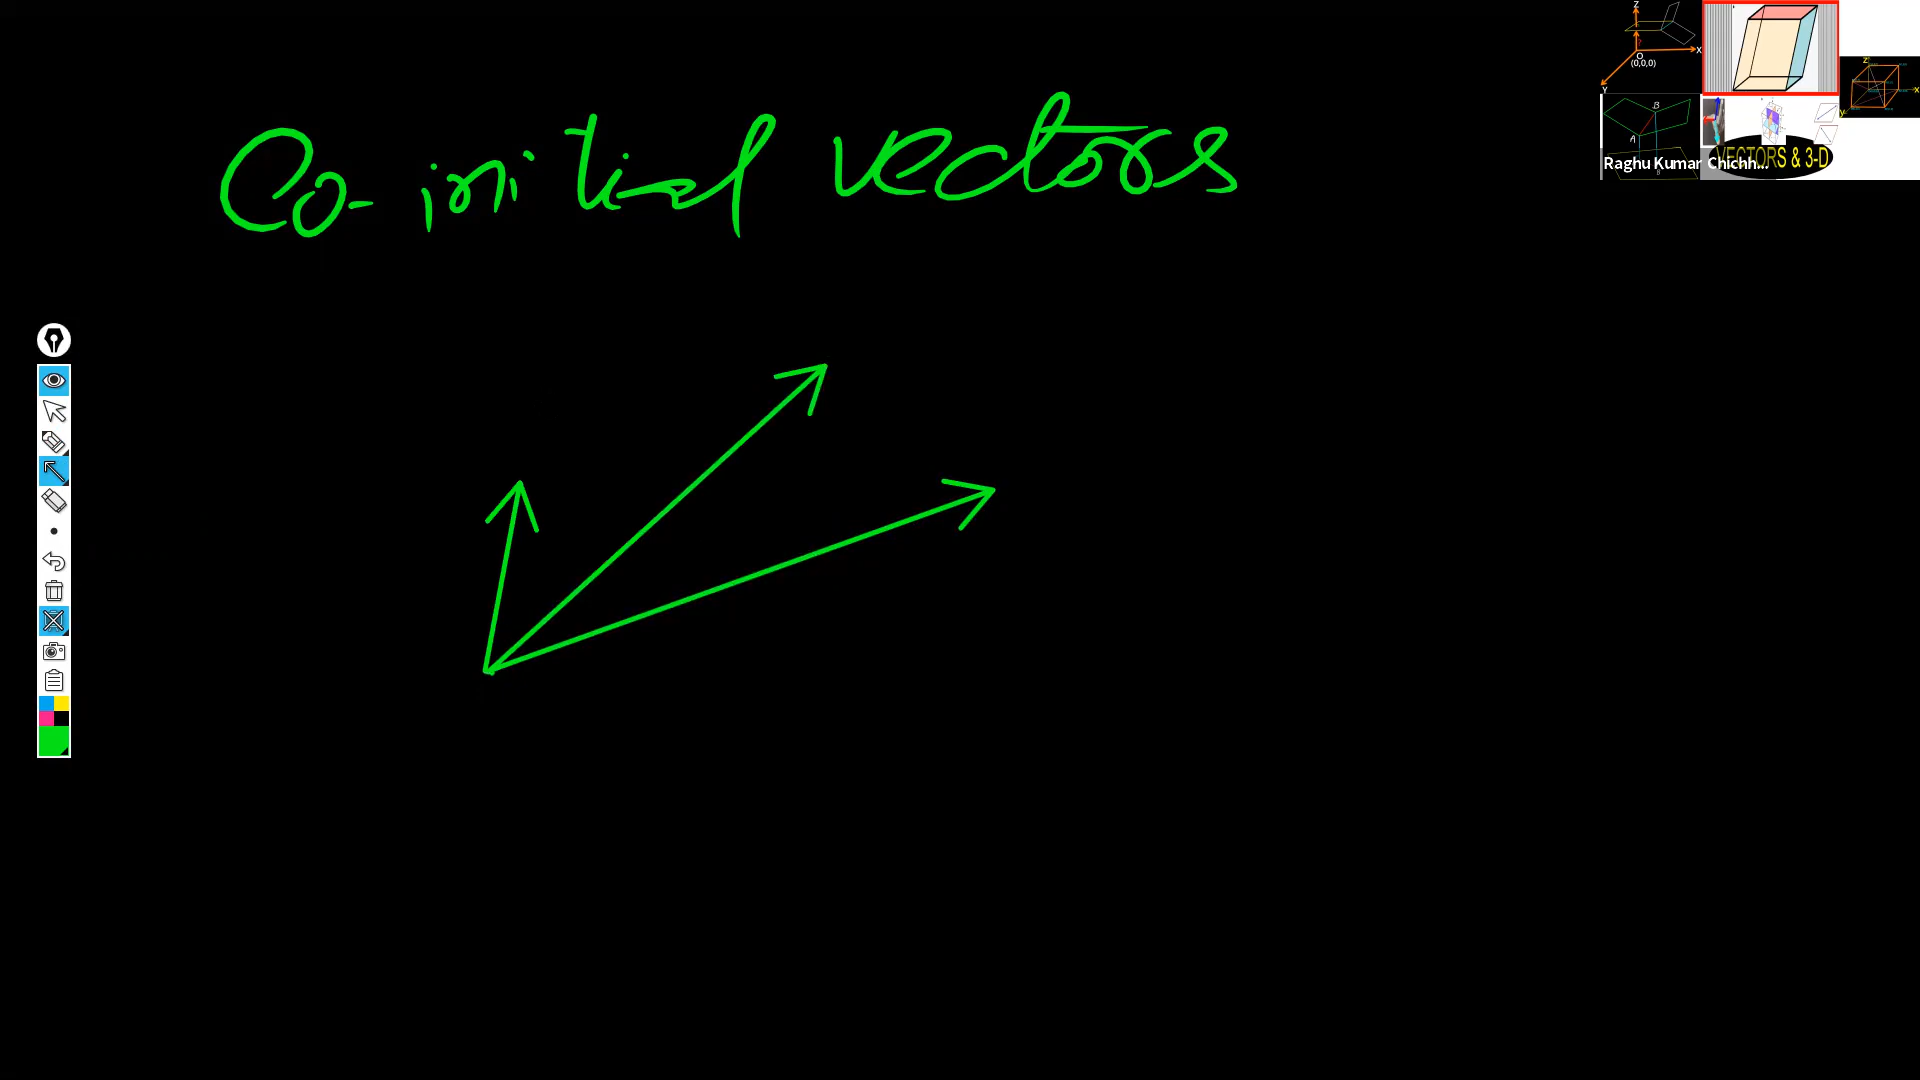 Co-initial vectors
Z
X
O
(0,0,0)
Y
Z
X
Y
B
A
VECTORS & 3-D
Raghu Kumar Chichh...